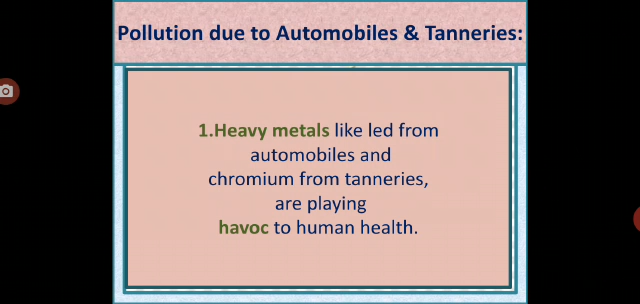 Pollution due to Automobiles & Tanneries:
1.Heavy metals like led from
automobiles and
chromium from tanneries,
are playing
havoc to human health.